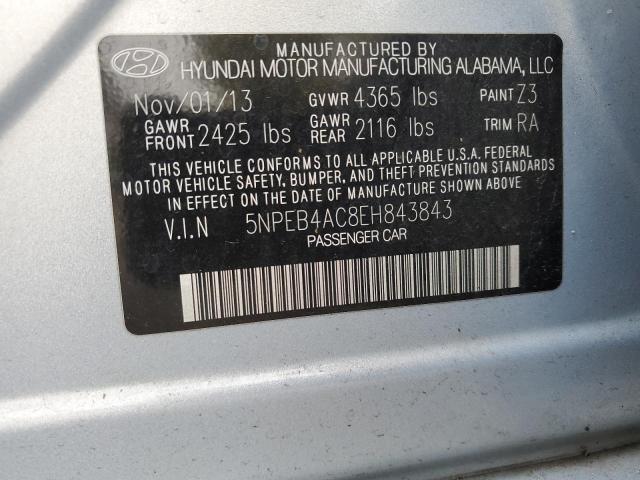 MANUFACTURED BY
HYUNDAI MOTOR MANUFACTURING ALABAMA, LLC
Nov/01/13 GVWR 4365 lbs PAINT Z3
GAWR FRONT 2425 lbs GAWR REAR 2116 lbs TRIM RA
THIS VEHICLE CONFORMS TO ALL APPLICABLE U.S.A. FEDERAL
MOTOR VEHICLE SAFETY, BUMPER, AND THEFT PREVENTION STANDARDS
IN EFFECT ON THE DATE OF MANUFACTURE SHOWN ABOVE
V.I.N 5NPEB4AC8EH843843
PASSENGER CAR